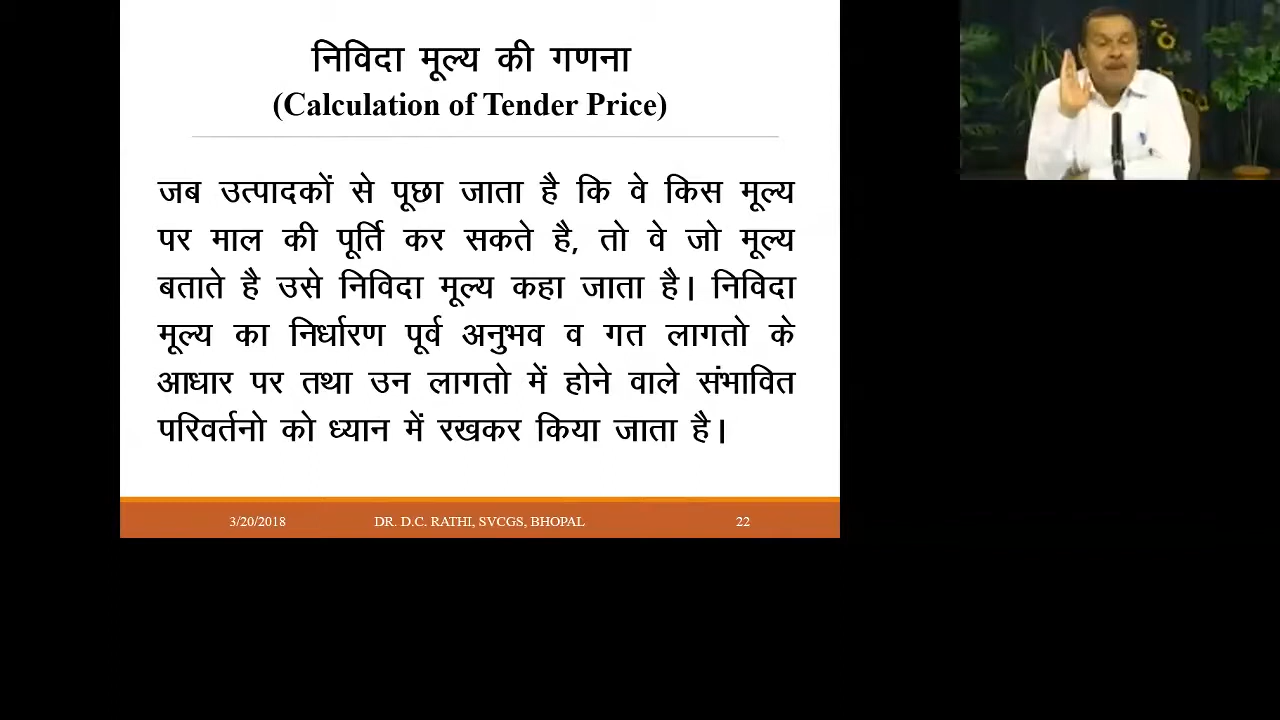 निविदा मूल्य की गणना
(Calculation of Tender Price)
जब उत्पादकों से पूछा जाता है कि वे किस मूल्य
पर माल की पूर्ति कर सकते है, तो वे जो मूल्य
बताते है उसे निविदा मूल्य कहा जाता है। निविदा
मूल्य का निर्धारण पूर्व अनुभव व गत लागतो के
आधार पर तथा उन लागतो में होने वाले संभावित
परिवर्तनो को ध्यान में रखकर किया जाता है।
3/20/2018 DR. D.C. RATHI, SVCGS, BHOPAL 22